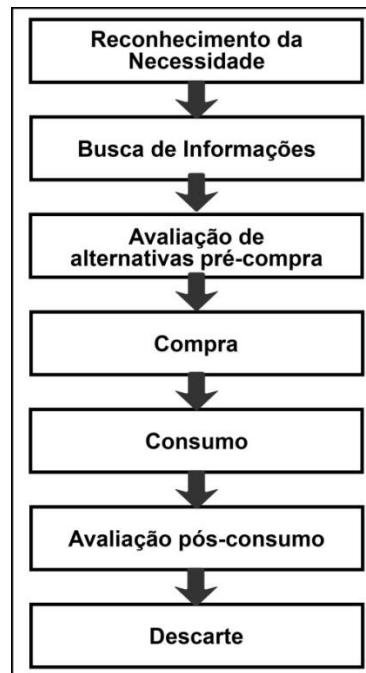 Reconhecimento da
Necessidade
Busca de Informações
Avaliação de
alternativas pré-compra
Compra
Consumo
Avaliação pós-consumo
Descarte